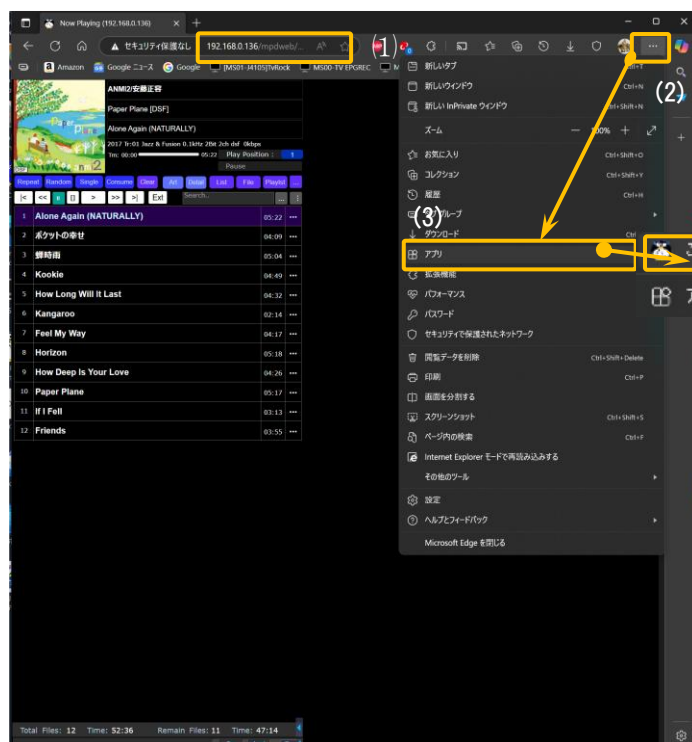 Now Playing (192.168.0.136)
セキュリティ保護なし 192.168.0.136/mpdweb/...
(1)
Amazon Google ニュース Google [MS01-J4105]TvRock MS00-TV EPGREC
(2)
ANMI2/安藤正容
Paper Plane [DSF]
Alone Again (NATURALLY)
2017 Tr:01 Jazz & Fusion 0.1kHz 2Bit 2ch dsf 0kbps
Tm: 00:00 05:22 Play Position : 1
Pause
Repeat Random Single Consume Clear Art Detail List File Playlist ...
|< << [] > >> >| Ext Search... ...
1 Alone Again (NATURALLY) 05:22 ...
2 ポケットの幸せ 04:09 ...
3 蝉時雨 05:04 ...
4 Kookie 04:49 ...
5 How Long Will It Last 04:32 ...
6 Kangaroo 02:14 ...
7 Feel My Way 04:17 ...
8 Horizon 05:18 ...
9 How Deep Is Your Love 04:26 ...
10 Paper Plane 05:17 ...
11 If I Fell 03:13 ...
12 Friends 03:55 ...
Total Files: 12 Time: 52:36 Remain Files: 11 Time: 47:14
新しいタブ
新しいウィンドウ Ctrl+N
新しい InPrivate ウィンドウ Ctrl+Shift+N
ズーム 100%
お気に入り Ctrl+Shift+O
コレクション Ctrl+Shift+Y
履歴 Ctrl+H
(3)
グループ
ダウンロード
アプリ
拡張機能
パフォーマンス
パスワード
セキュリティで保護されたネットワーク
閲覧データを削除 Ctrl+Shift+Delete
印刷 Ctrl+P
画面を分割する
スクリーンショット Ctrl+Shift+S
ページ内の検索 Ctrl+F
Internet Explorer モードで再読み込みする
その他のツール
設定
ヘルプとフィードバック
Microsoft Edge を閉じる